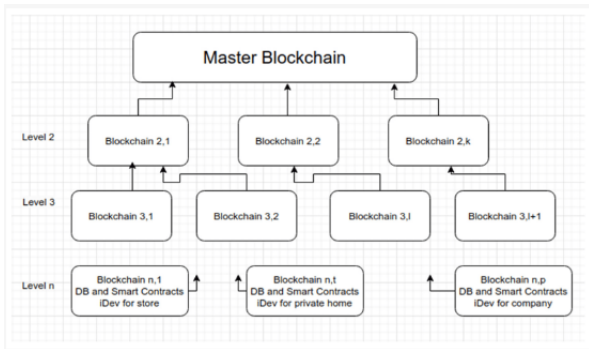 Master Blockchain
Level 2
Blockchain 2,1
Blockchain 2,2
Blockchain 2,k
Level 3
Blockchain 3,1
Blockchain 3,2
Blockchain 3,l
Blockchain 3,l+1
Level n
Blockchain n,1
DB and Smart Contracts
iDev for store
Blockchain n,t
DB and Smart Contracts
iDev for private home
Blockchain n,p
DB and Smart Contracts
iDev for company